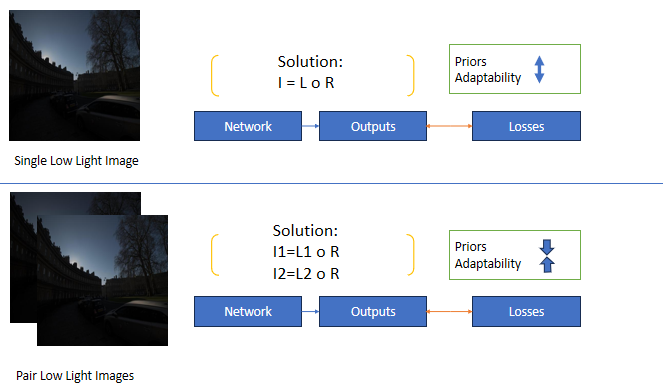 Solution:
I = L o R
Priors
Adaptability
Network
Outputs
Losses
Single Low Light Image
Solution:
I1=L1 o R
I2=L2 o R
Priors
Adaptability
Network
Outputs
Losses
Pair Low Light Images